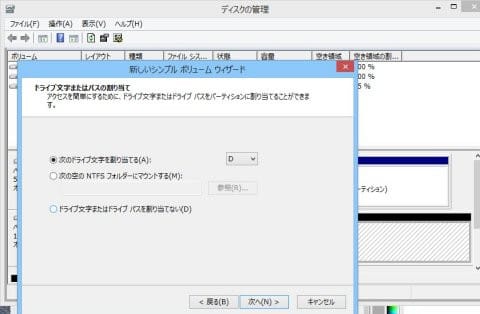 ディスクの管理
ファイル(F) 操作(A) 表示(V) ヘルプ(H)
ボリューム レイアウト 種類 ファイル シス... 状態 容量 空き領域 空き領域の割...
新しいシンプル ボリューム ウィザード
00 %
00 %
5 %
ドライブ文字またはパスの割り当て
アクセスを簡単にするために、ドライブ文字またはドライブ パスをパーティションに割り当てることができます。
次のドライブ文字を割り当てる(A): D
次の空の NTFS フォルダーにマウントする(M):
参照(R)...
ーティション)
ドライブ文字またはドライブ パスを割り当てない(D)
< 戻る(B) 次へ(N) > キャンセル